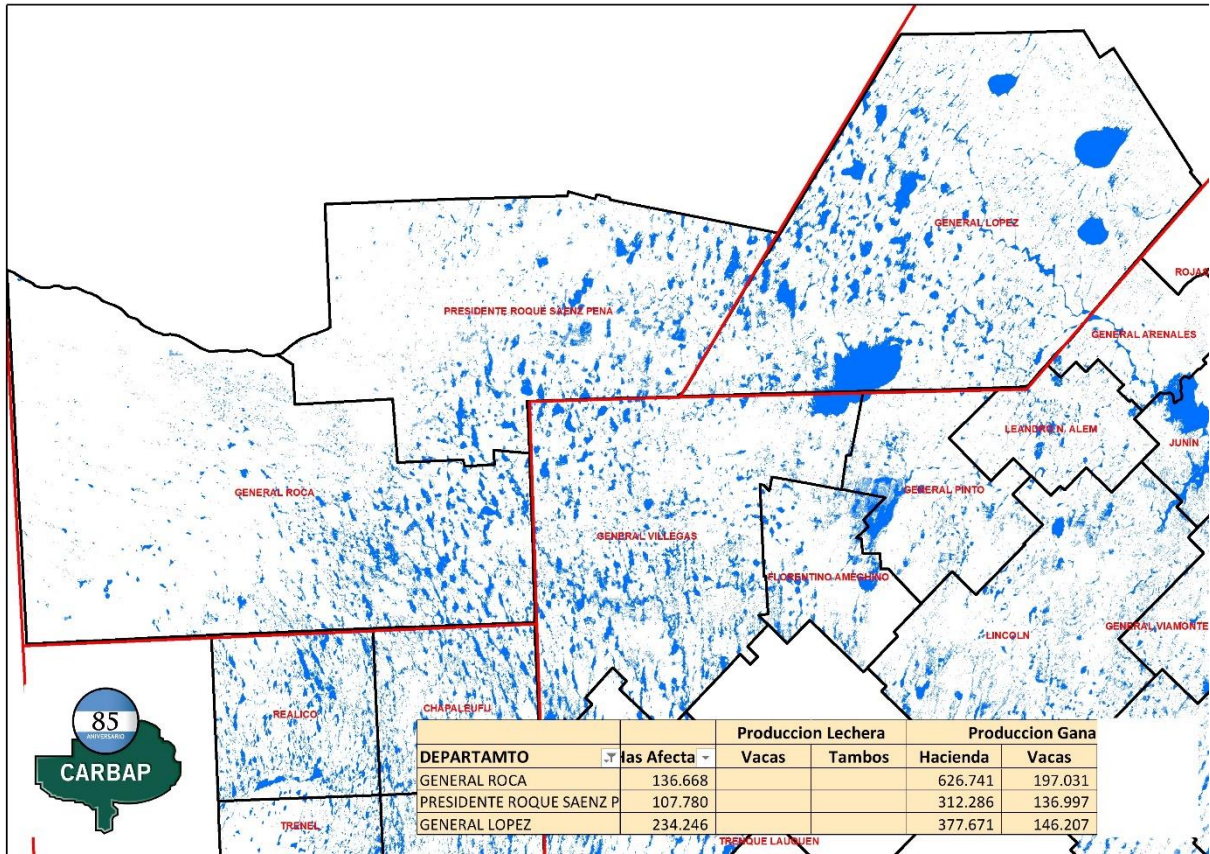 GENERAL LOPEZ
ROJAS
PRESIDENTE ROQUE SAENZ PENA
GENERAL ARENALES
LEANDRO N. ALEM
JUNÍN
GENERAL ROCA
GENERAL PINTO
GENERAL VILLEGAS
FLORENTINO AMEGHINO
GENERAL VIAMONTE
LINCOLN
REALICO
CHAPALEUFU
85
ANIVERSARIO
CARBAP
TRENEL
Produccion Lechera Produccion Gana
DEPARTAMTO Has Afecta Vacas Tambos Hacienda Vacas
GENERAL ROCA 136.668 626.741 197.031
PRESIDENTE ROQUE SAENZ P 107.780 312.286 136.997
GENERAL LOPEZ 234.246 377.671 146.207
TRENQUE LAUQUEN